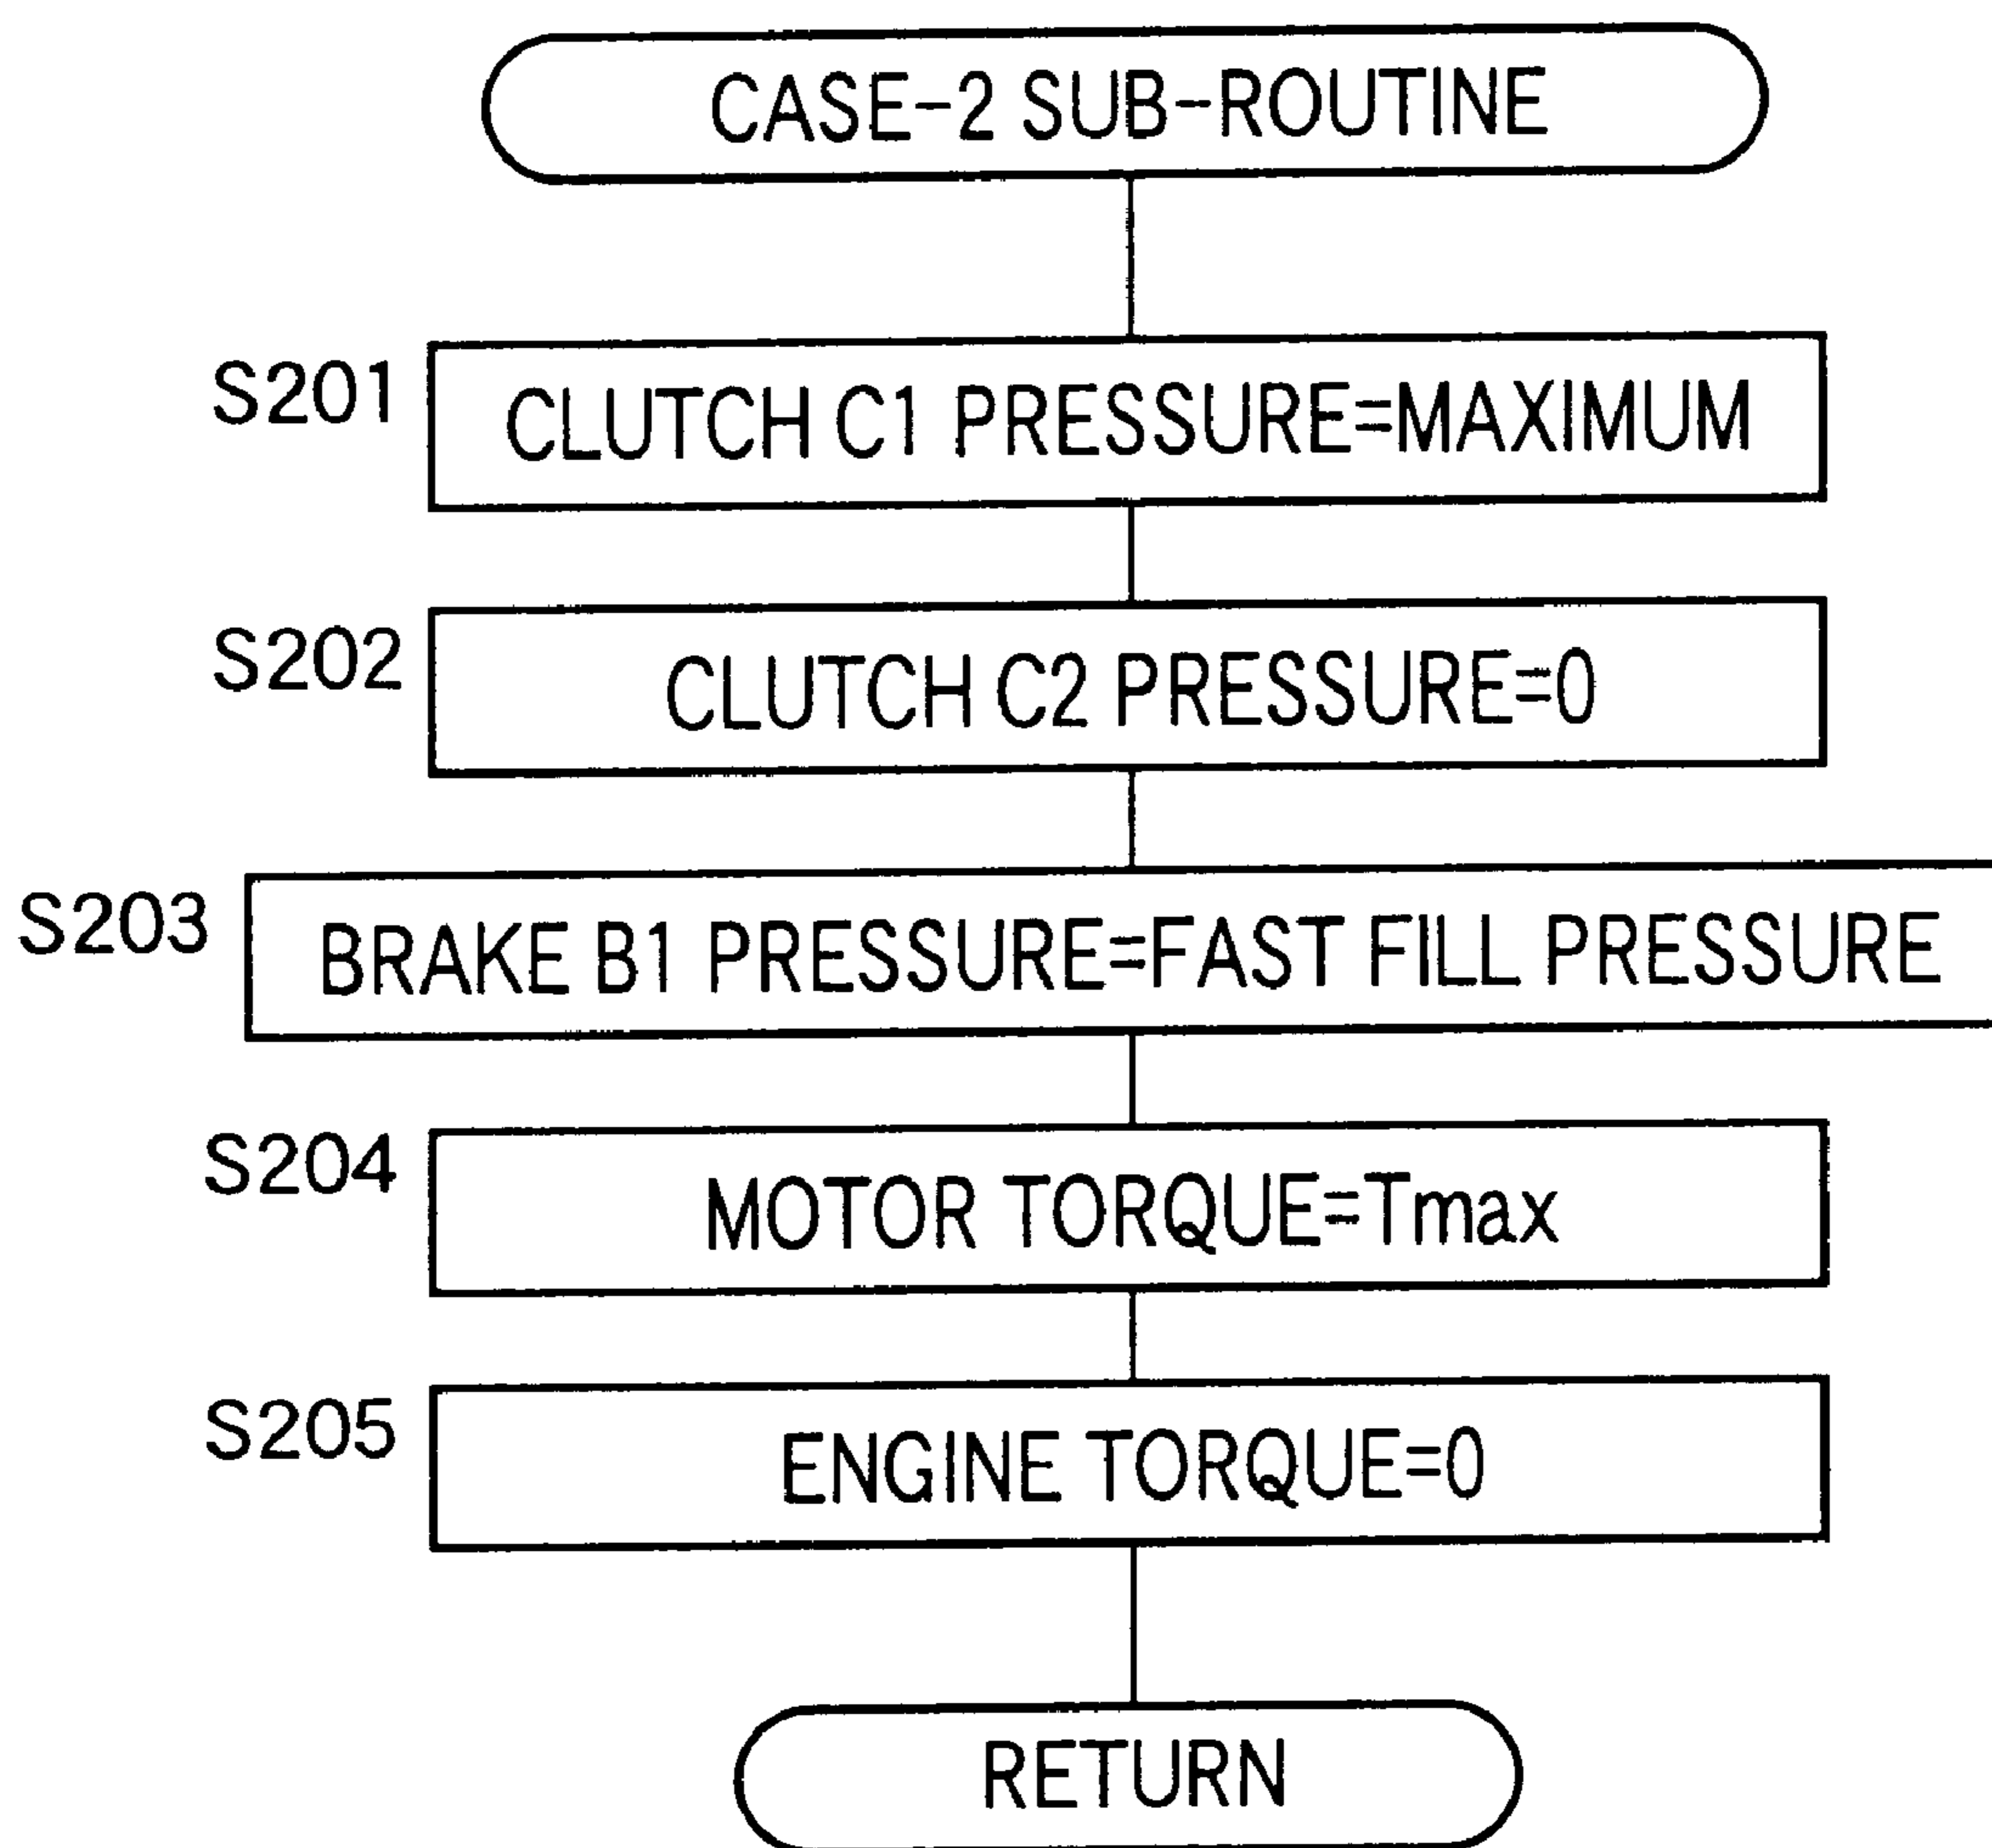 CASE-2 SUB-ROUTINE
S201
CLUTCH C1 PRESSURE=MAXIMUM
S202
CLUTCH C2 PRESSURE=0
S203
BRAKE B1 PRESSURE=FAST FILL PRESSURE
S204
MOTOR TORQUE=Tmax
S205
ENGINE TORQUE=0
RETURN